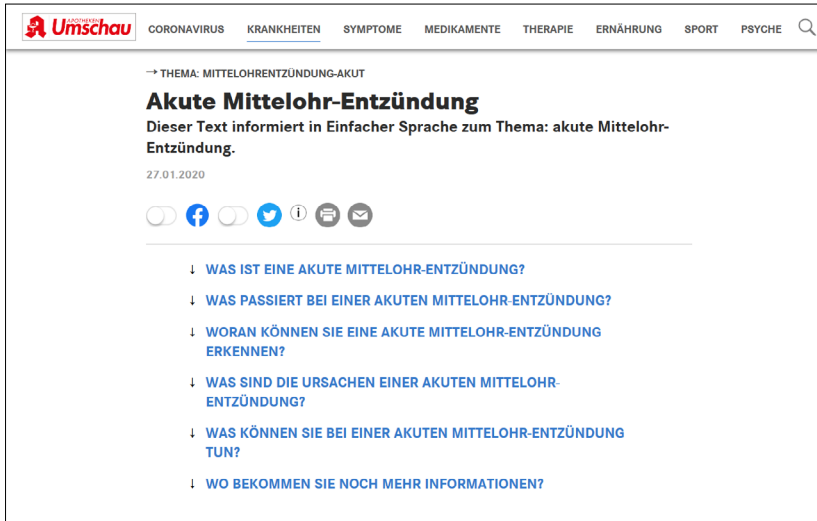 APOTHEKEN
Umschau
CORONAVIRUS KRANKHEITEN SYMPTOME MEDIKAMENTE THERAPIE ERNÄHRUNG SPORT PSYCHE
→ THEMA: MITTELOHRENTZÜNDUNG-AKUT
Akute Mittelohr-Entzündung
Dieser Text informiert in Einfacher Sprache zum Thema: akute Mittelohr-
Entzündung.
27.01.2020
↓ WAS IST EINE AKUTE MITTELOHR-ENTZÜNDUNG?
↓ WAS PASSIERT BEI EINER AKUTEN MITTELOHR-ENTZÜNDUNG?
↓ WORAN KÖNNEN SIE EINE AKUTE MITTELOHR-ENTZÜNDUNG
ERKENNEN?
↓ WAS SIND DIE URSACHEN EINER AKUTEN MITTELOHR-
ENTZÜNDUNG?
↓ WAS KÖNNEN SIE BEI EINER AKUTEN MITTELOHR-ENTZÜNDUNG
TUN?
↓ WO BEKOMMEN SIE NOCH MEHR INFORMATIONEN?